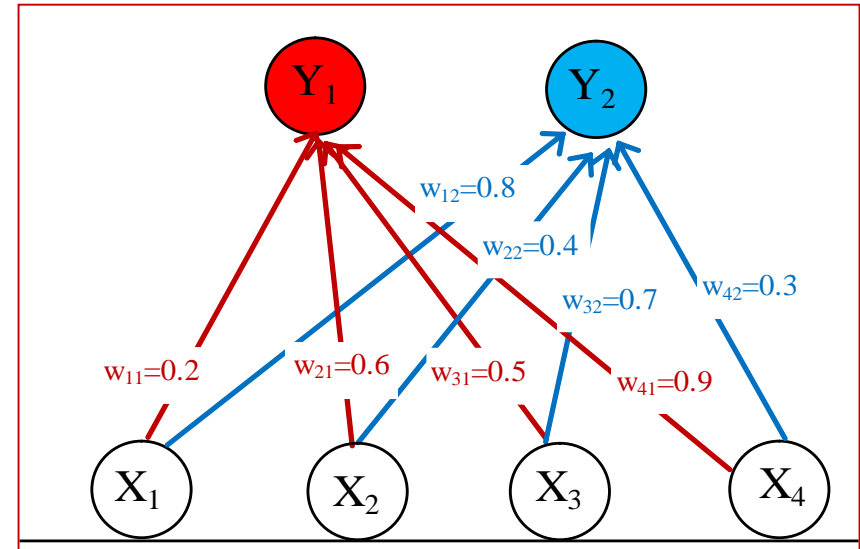 Y₁ Y₂
w₁₂=0.8
w₂₂=0.4
w₃₂=0.7 w₄₂=0.3
w₁₁=0.2 w₂₁=0.6 w₃₁=0.5 w₄₁=0.9
X₁ X₂ X₃ X₄